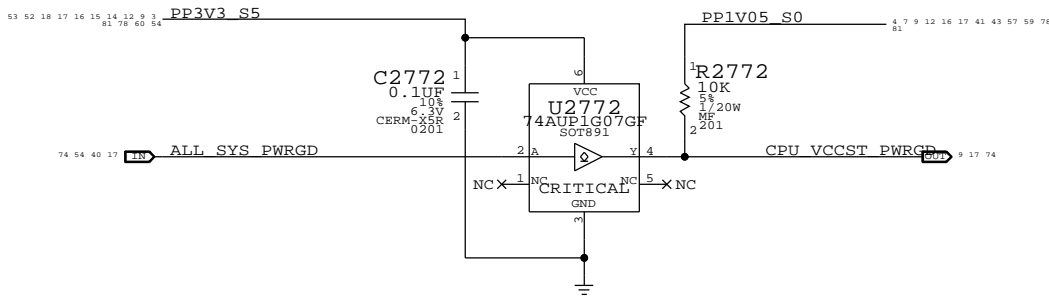 53 52 18 17 16 15 14 12 9 3
81 78 60 54
PP3V3_S5
PP1V05_S0
4 7 9 12 16 17 41 43 57 59 78
81
C2772
0.1UF
10%
6.3V
CERM-X5R
0201
1
2
6
VCC
U2772
74AUP1G07GF
SOT891
1
R2772
10K
5%
1/20W
MF
201
2
74 54 40 17
IN
ALL_SYS_PWRGD
2
A
Y
4
CPU_VCCST_PWRGD
OUT
9 17 74
NC
1
NC
CRITICAL
NC
5
NC
GND
3